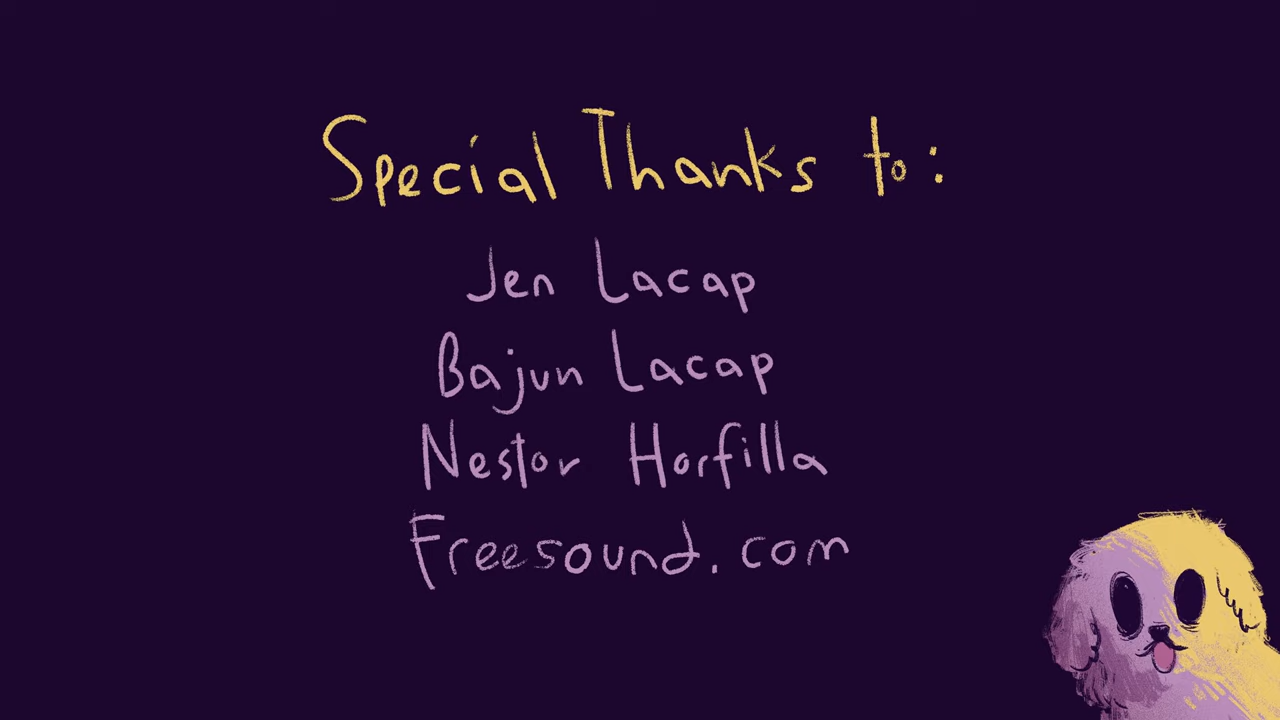 Special Thanks to:
Jen Lacap
Bajun Lacap
Nestor Horfilla
Freesound.com